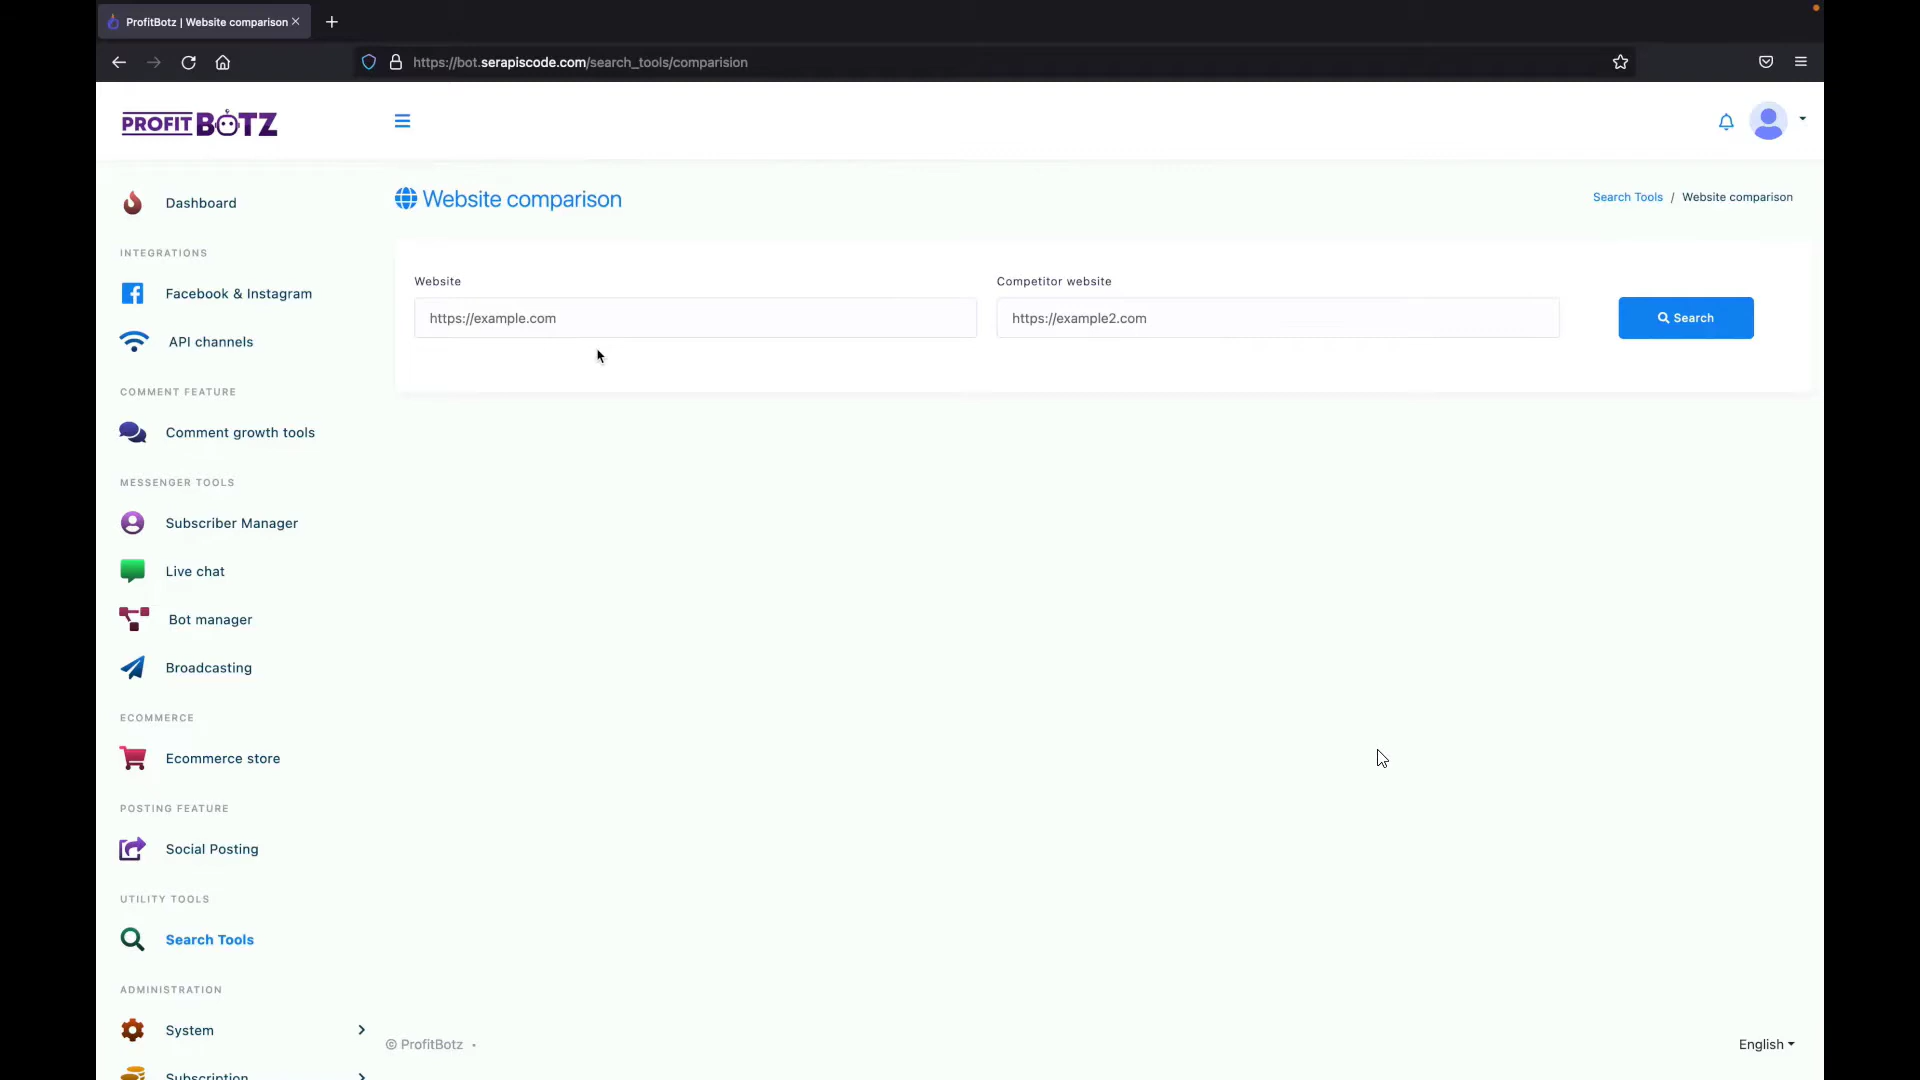 ProfitBotz | Website comparison
https://bot.serapiscode.com/search_tools/comparision
PROFIT BOTZ
Dashboard
INTEGRATIONS
Facebook & Instagram
API channels
COMMENT FEATURE
Comment growth tools
MESSENGER TOOLS
Subscriber Manager
Live chat
Bot manager
Broadcasting
ECOMMERCE
Ecommerce store
POSTING FEATURE
Social Posting
UTILITY TOOLS
Search Tools
ADMINISTRATION
System
Subscription
Website comparison
Search Tools / Website comparison
Website
https://example.com
Competitor website
https://example2.com
Search
© ProfitBotz •
English